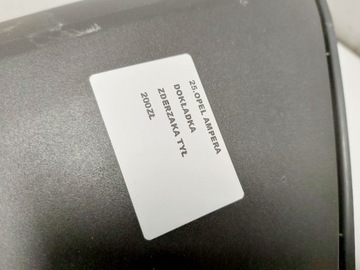 25.OPEL AMPERA
DOKŁADKA
ZDERZAKA TYŁ
200ZŁ